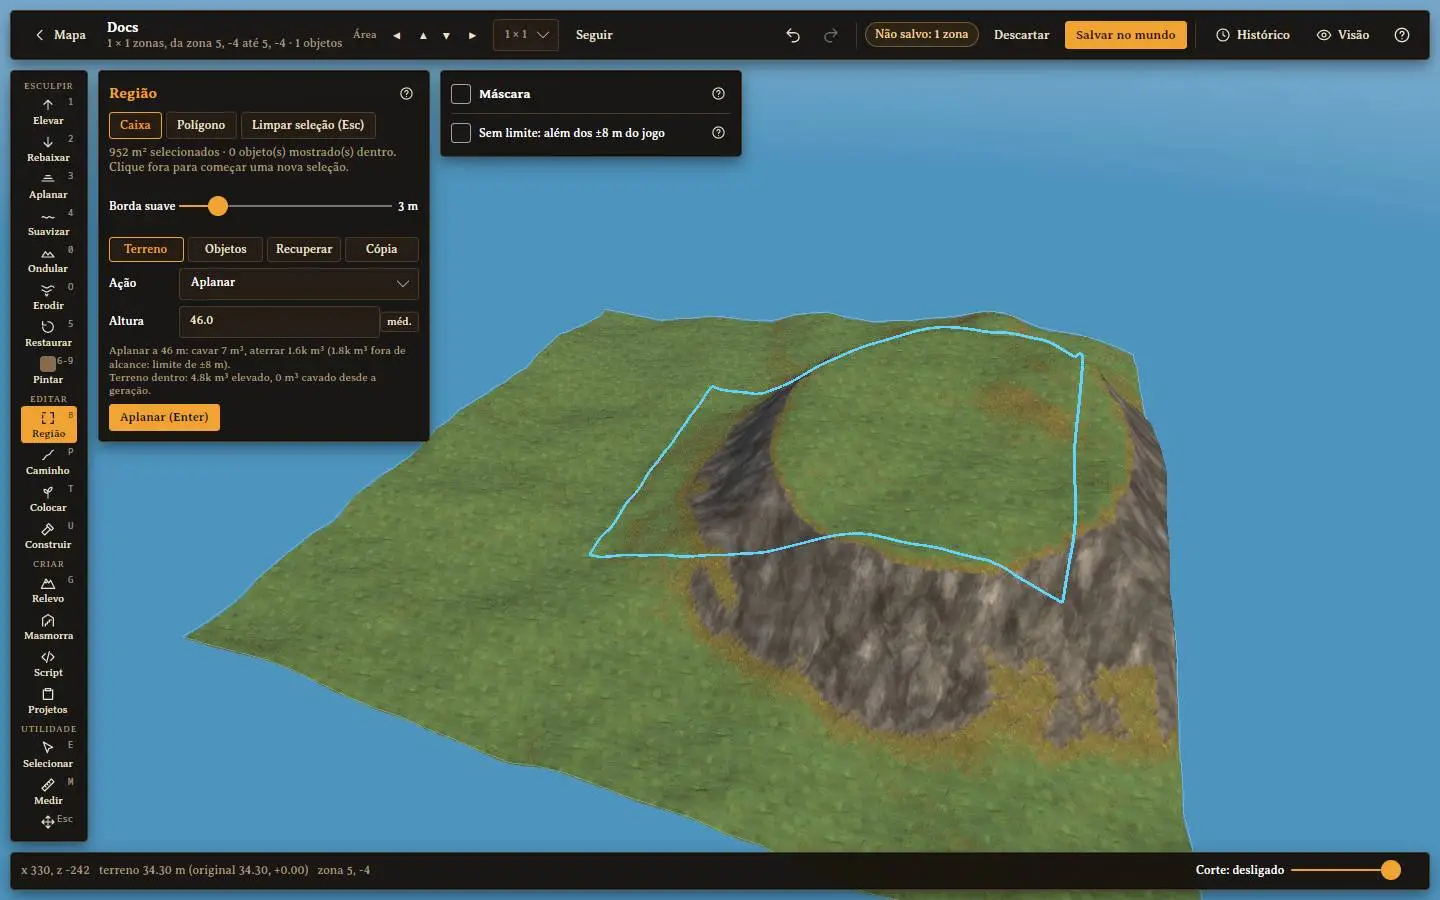 Mapa
Docs
1 × 1 zonas, da zona 5, -4 até 5, -4 · 1 objetos
Área
1 × 1
Seguir
Não salvo: 1 zona
Descartar
Salvar no mundo
Histórico
Visão
ESCULPIR
1
Elevar
2
Rebaixar
3
Aplanar
4
Suavizar
0
Ondular
O
Erodir
5
Restaurar
6-9
Pintar
EDITAR
8
Região
P
Caminho
T
Colocar
U
Construir
CRIAR
G
Relevo
Masmorra
Script
Projetos
UTILIDADE
E
Selecionar
M
Medir
Esc
Região
Caixa
Polígono
Limpar seleção (Esc)
952 m² selecionados · 0 objeto(s) mostrado(s) dentro.
Clique fora para começar uma nova seleção.
Borda suave
3 m
Terreno
Objetos
Recuperar
Cópia
Ação
Aplanar
Altura
46.0
méd.
Aplanar a 46 m: cavar 7 m³, aterrar 1.6k m³ (1.8k m³ fora de
alcance: limite de ±8 m).
Terreno dentro: 4.8k m³ elevado, 0 m³ cavado desde a
geração.
Aplanar (Enter)
Máscara
Sem limite: além dos ±8 m do jogo
x 330, z -242 terreno 34.30 m (original 34.30, +0.00) zona 5, -4
Corte: desligado